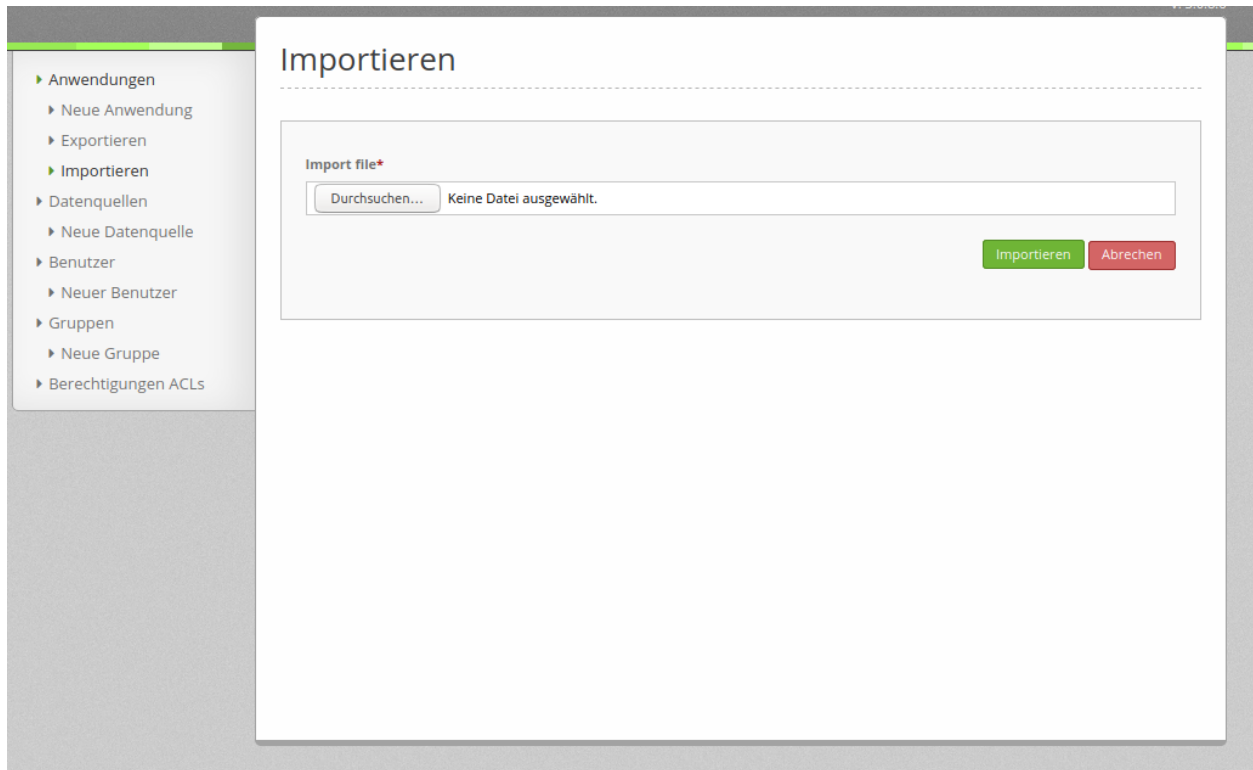 Importieren
Anwendungen
Neue Anwendung
Exportieren
Importieren
Datenquellen
Neue Datenquelle
Benutzer
Neuer Benutzer
Gruppen
Neue Gruppe
Berechtigungen ACLs
Import file*
Durchsuchen... Keine Datei ausgewählt.
Importieren Abrechen